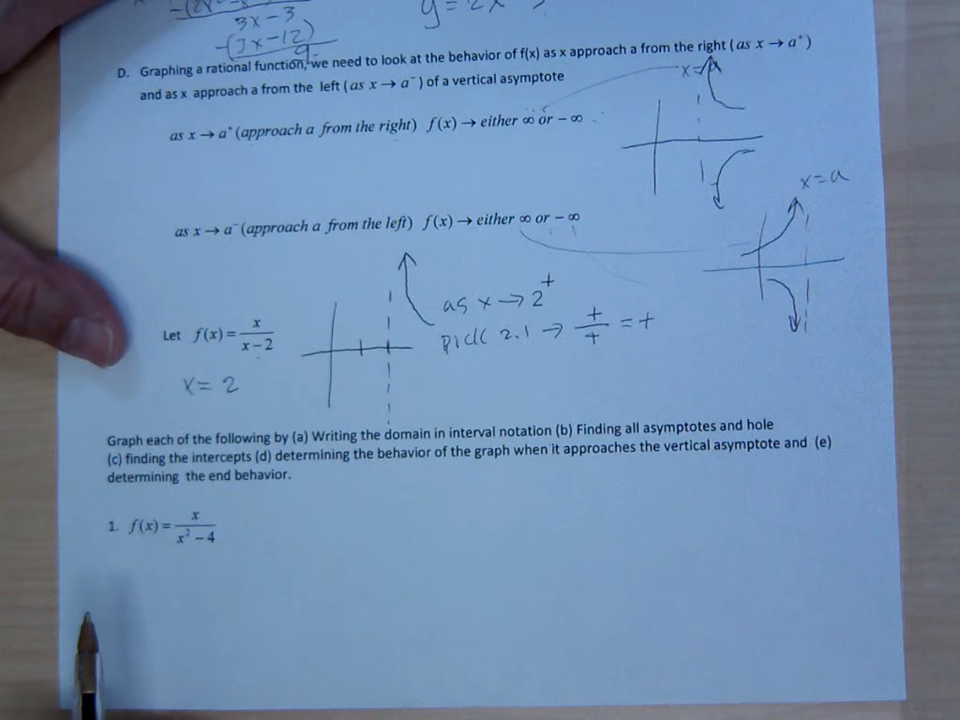 3x-3
-(3x-12)
9
D. Graphing a rational function, we need to look at the behavior of f(x) as x approach a from the right (as x → a⁺)
and as x approach a from the left (as x → a⁻) of a vertical asymptote
as x → a⁺ (approach a from the right) f(x) → either ∞ or − ∞
x=a
as x → a⁻ (approach a from the left) f(x) → either ∞ or − ∞
as x → 2⁺
Let f(x) = x/(x−2)
pick 2.1 → +/+ = +
x = 2
Graph each of the following by (a) Writing the domain in interval notation (b) Finding all asymptotes and hole
(c) finding the intercepts (d) determining the behavior of the graph when it approaches the vertical asymptote and (e)
determining the end behavior.
1. f(x) = x/(x² − 4)